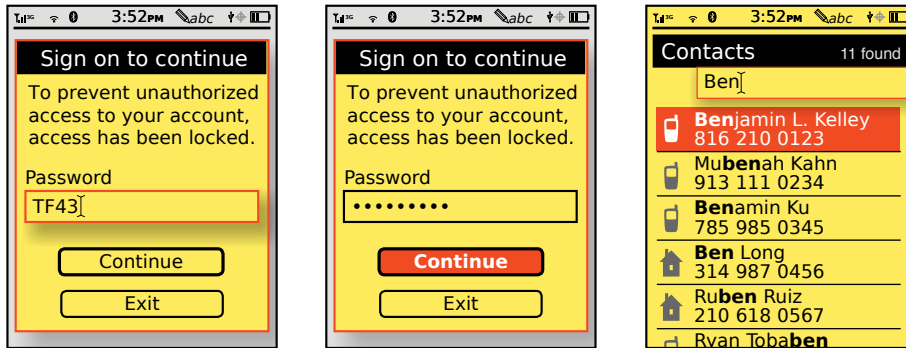 3G 3:52PM abc
Sign on to continue
To prevent unauthorized
access to your account,
access has been locked.
Password
TF43
Continue
Exit
3G 3:52PM abc
Sign on to continue
To prevent unauthorized
access to your account,
access has been locked.
Password
•••••••••
Continue
Exit
3G 3:52PM abc
Contacts 11 found
Ben
Benjamin L. Kelley
816 210 0123
Mubenah Kahn
913 111 0234
Benamin Ku
785 985 0345
Ben Long
314 987 0456
Ruben Ruiz
210 618 0567
Ryan Tobaben